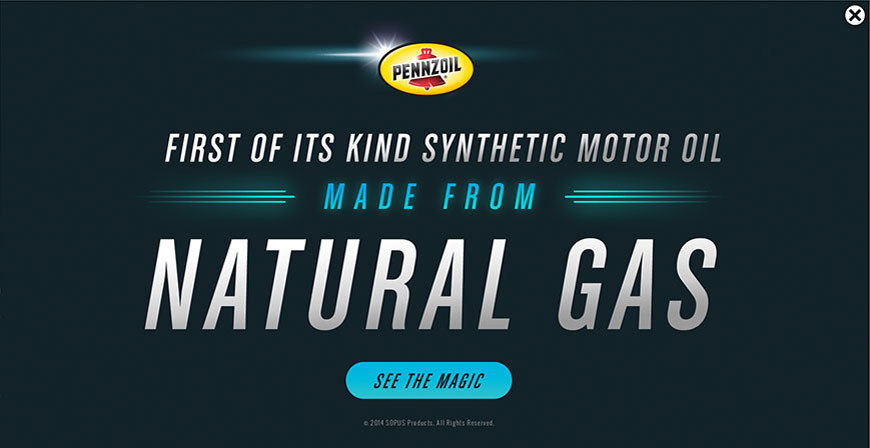 PENNZOIL
FIRST OF ITS KIND SYNTHETIC MOTOR OIL
MADE FROM
NATURAL GAS
SEE THE MAGIC
© 2014 SOPUS Products. All Rights Reserved.